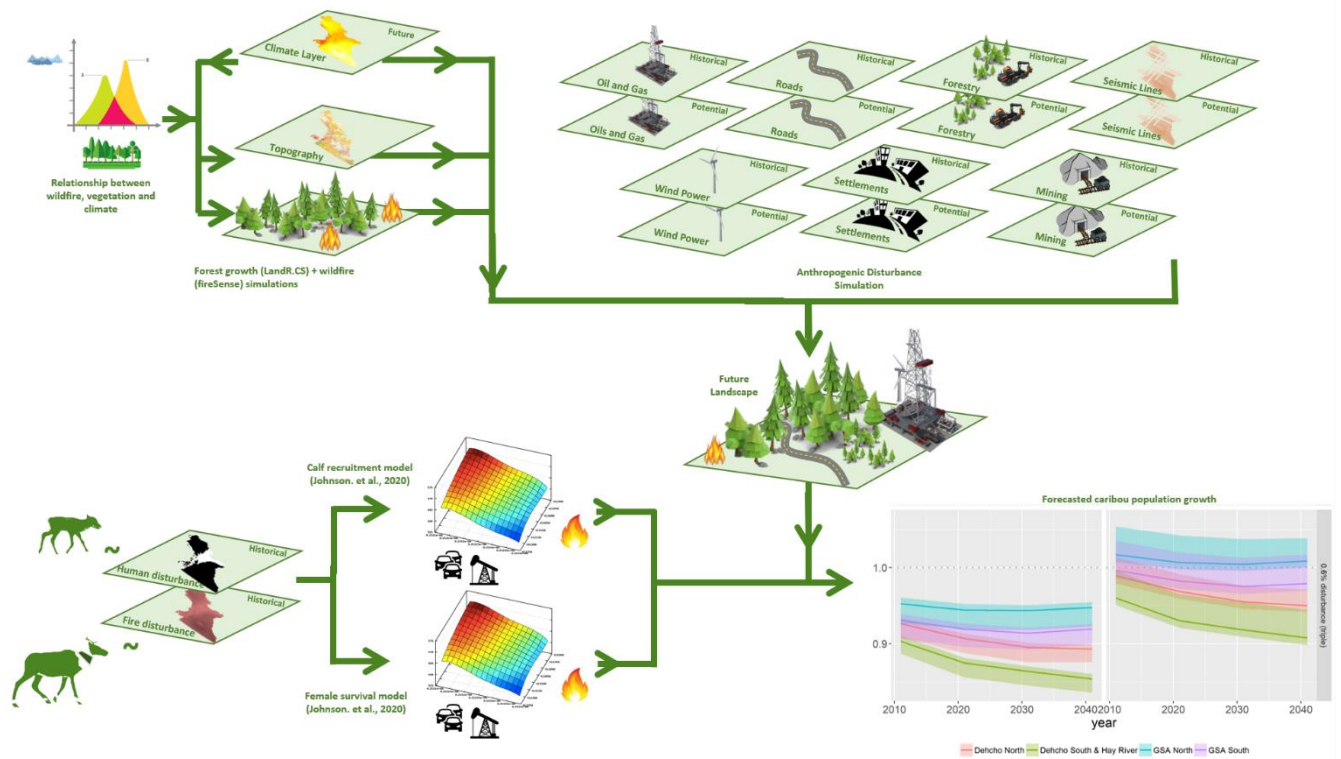 Future
Climate Layer
Topography
Relationship between
wildfire, vegetation and
climate
Forest growth (LandR.CS) + wildfire
(fireSense) simulations
Historical
Oil and Gas
Potential
Oils and Gas
Historical
Roads
Potential
Roads
Historical
Forestry
Potential
Forestry
Historical
Seismic Lines
Potential
Seismic Lines
Historical
Wind Power
Potential
Wind Power
Historical
Settlements
Potential
Settlements
Historical
Mining
Potential
Mining
Anthropogenic Disturbance
Simulation
Future
Landscape
Calf recruitment model
(Johnson. et al., 2020)
Historical
Human disturbance
Historical
Fire disturbance
~
~
Female survival model
(Johnson. et al., 2020)
Forecasted caribou population growth
1.0
0.9
0.6% disturbance (triple)
2010 2020 2030 2040 2010 2020 2030 2040
year
Dehcho North Dehcho South & Hay River GSA North GSA South